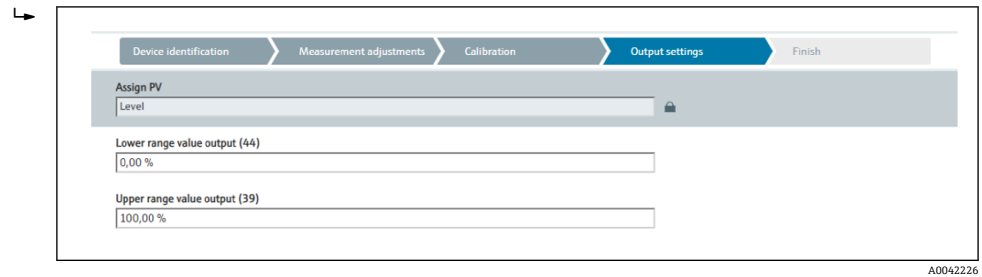 Device identification Measurement adjustments Calibration Output settings Finish
Assign PV
Level
Lower range value output (44)
0,00 %
Upper range value output (39)
100,00 %
A0042226